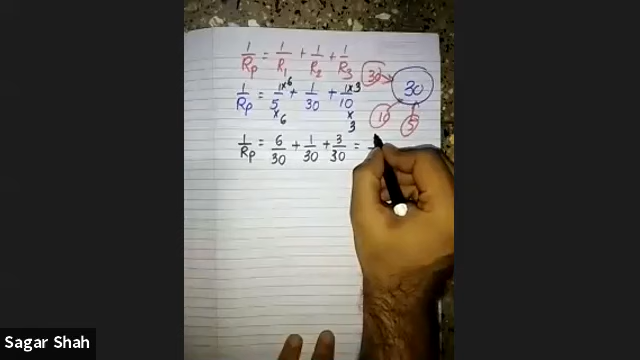 1/Rp = 1/R1 + 1/R2 + 1/R3
30
30
1/Rp = 1×6/5×6 + 1/30 + 1×3/10×3
10 5
1/Rp = 6/30 + 1/30 + 3/30 =
Sagar Shah